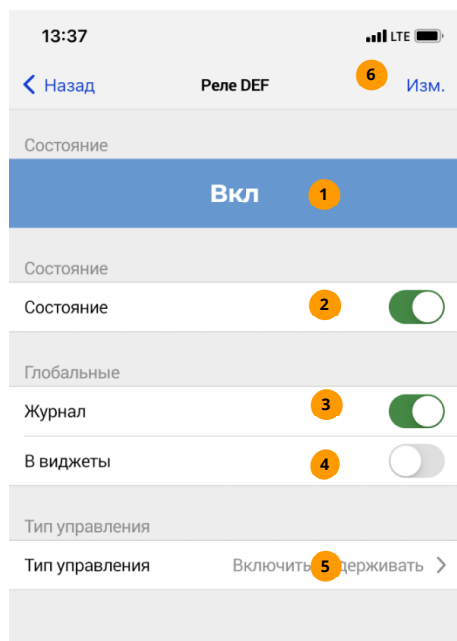 13:37 LTE
Назад Реле DEF 6 Изм.
Состояние
Вкл 1
Состояние
Состояние 2
Глобальные
Журнал 3
В виджеты 4
Тип управления
Тип управления Включить 5 держивать